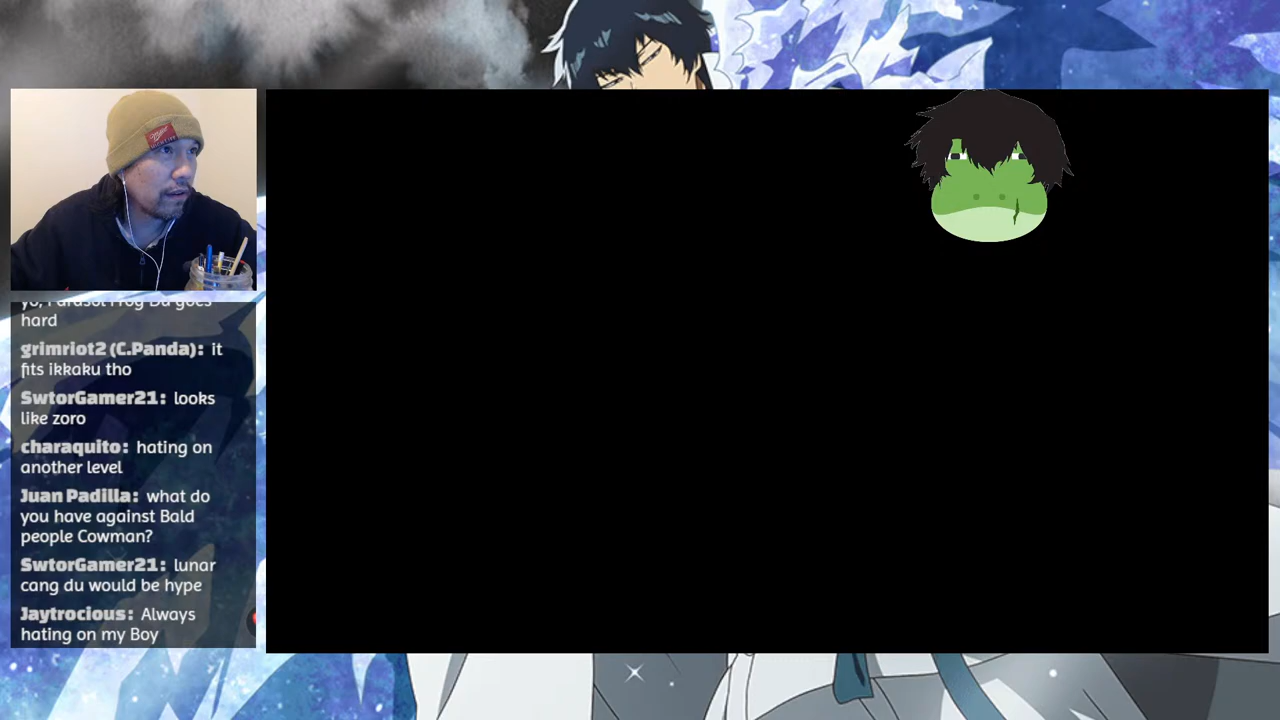 hard
grimriot2 (C.Panda): it
fits ikkaku tho
SwtorGamer21: looks
like zoro
charaquito: hating on
another level
Juan Padilla: what do
you have against Bald
people Cowman?
SwtorGamer21: lunar
cang du would be hype
Jaytrocious: Always
hating on my Boy